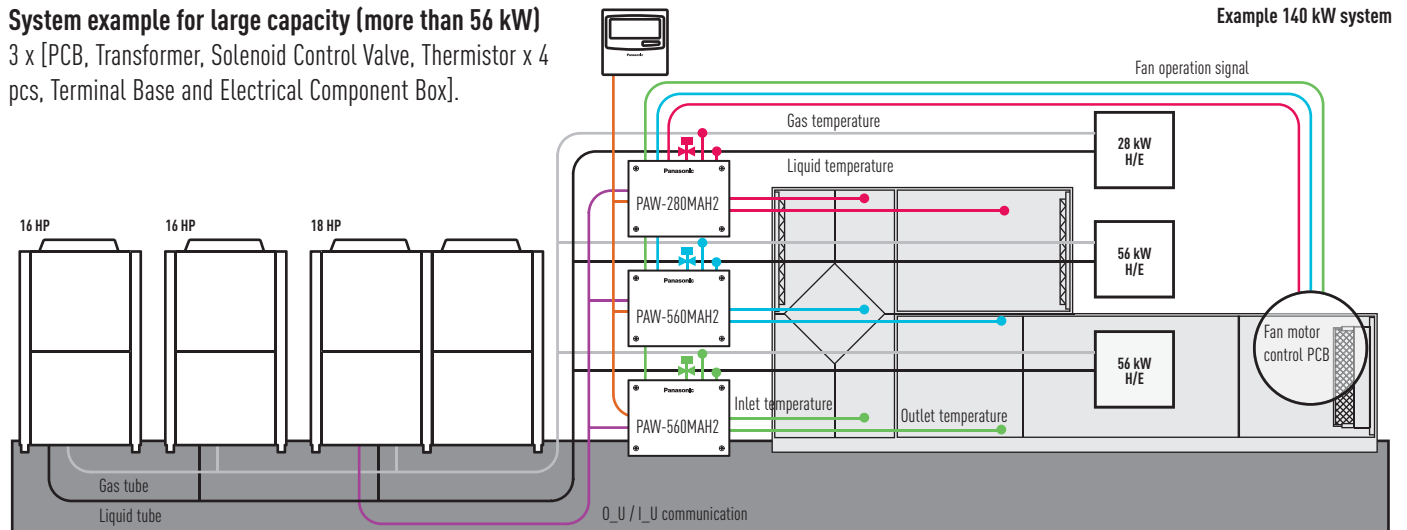 System example for large capacity (more than 56 kW)
3 x [PCB, Transformer, Solenoid Control Valve, Thermistor x 4
pcs, Terminal Base and Electrical Component Box].
Example 140 kW system
Panasonic
Fan operation signal
Gas temperature
Liquid temperature
28 kW
H/E
Panasonic
PAW-280MAH2
16 HP
16 HP
18 HP
56 kW
H/E
Panasonic
PAW-560MAH2
Fan motor
control PCB
56 kW
H/E
Panasonic
PAW-560MAH2
Inlet temperature
Outlet temperature
Gas tube
Liquid tube
O_U / I_U communication